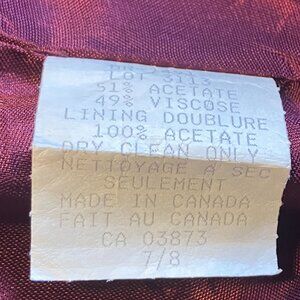 LOT 3113
51% ACETATE
49% VISCOSE
LINING DOUBLURE
100% ACETATE
DRY CLEAN ONLY
NETTOYAGE A SEC
SEULEMENT
MADE IN CANADA
FAIT AU CANADA
CA 03873
7/8